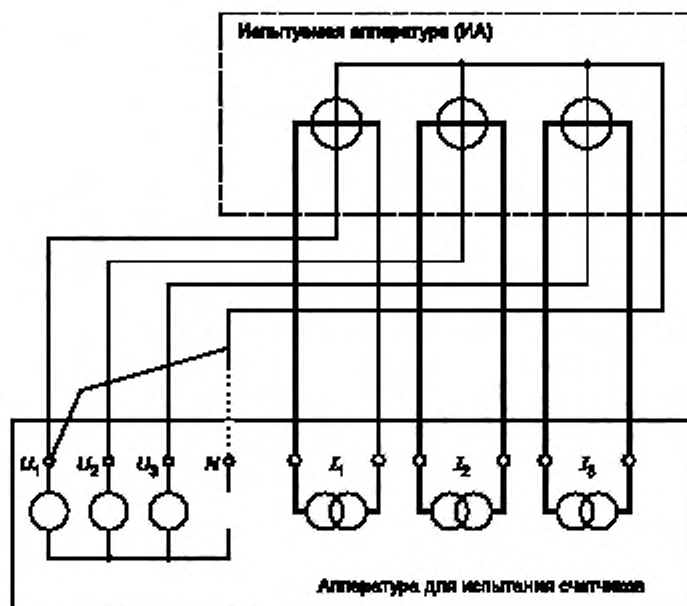 Испытуемая аппаратура (ИА)
U1 U2 U3 N I1 I2 I3
Аппаратура для испытания счетчиков